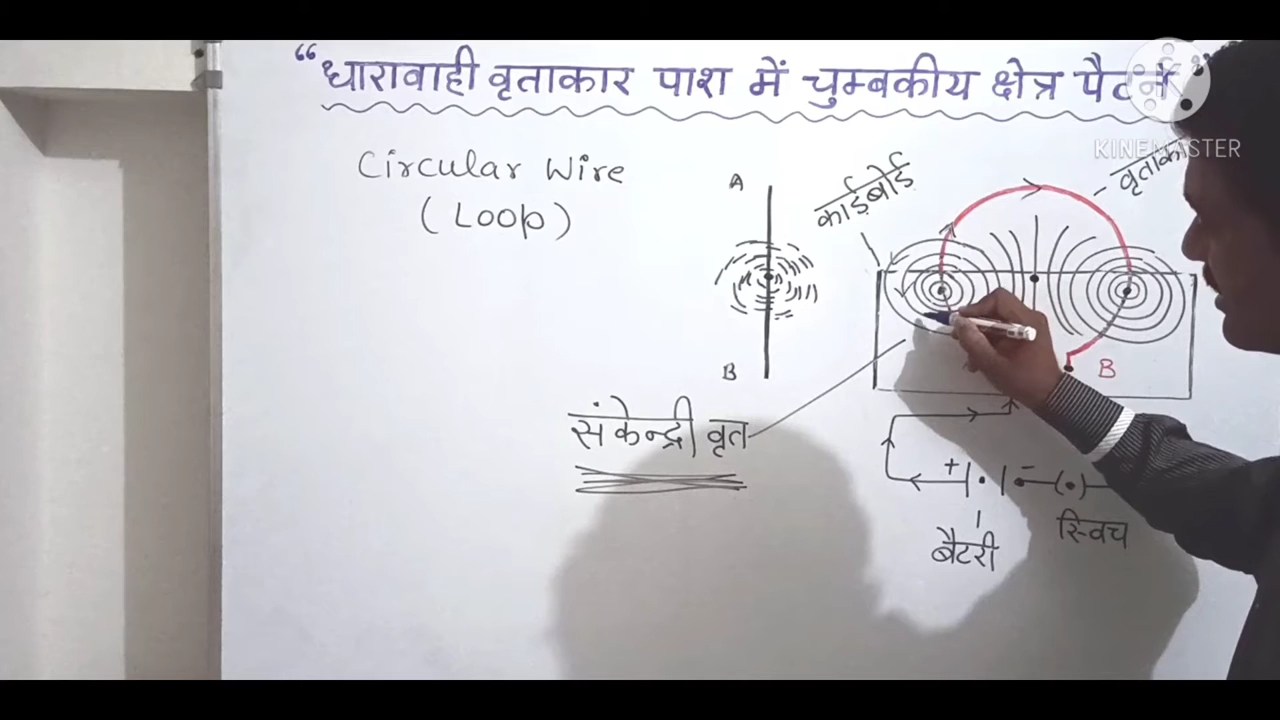 “धारावाही वृताकार पाश में चुम्बकीय क्षेत्र पैटर्न”
Circular Wire
(Loop)
A
B
कार्डबोर्ड
KINEMASTER
B
संकेन्द्री वृत
+ -
बैटरी
स्विच